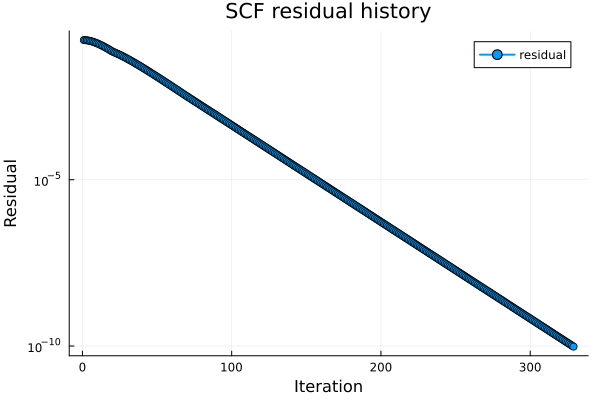 SCF residual history
residual
Residual
10⁻⁵
10⁻¹⁰
0 100 200 300
Iteration